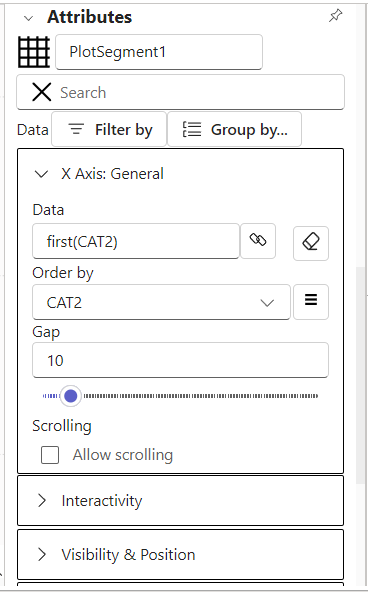 Attributes
PlotSegment1
Search
Data Filter by Group by...
X Axis: General
Data
first(CAT2)
Order by
CAT2
Gap
10
Scrolling
Allow scrolling
Interactivity
Visibility & Position